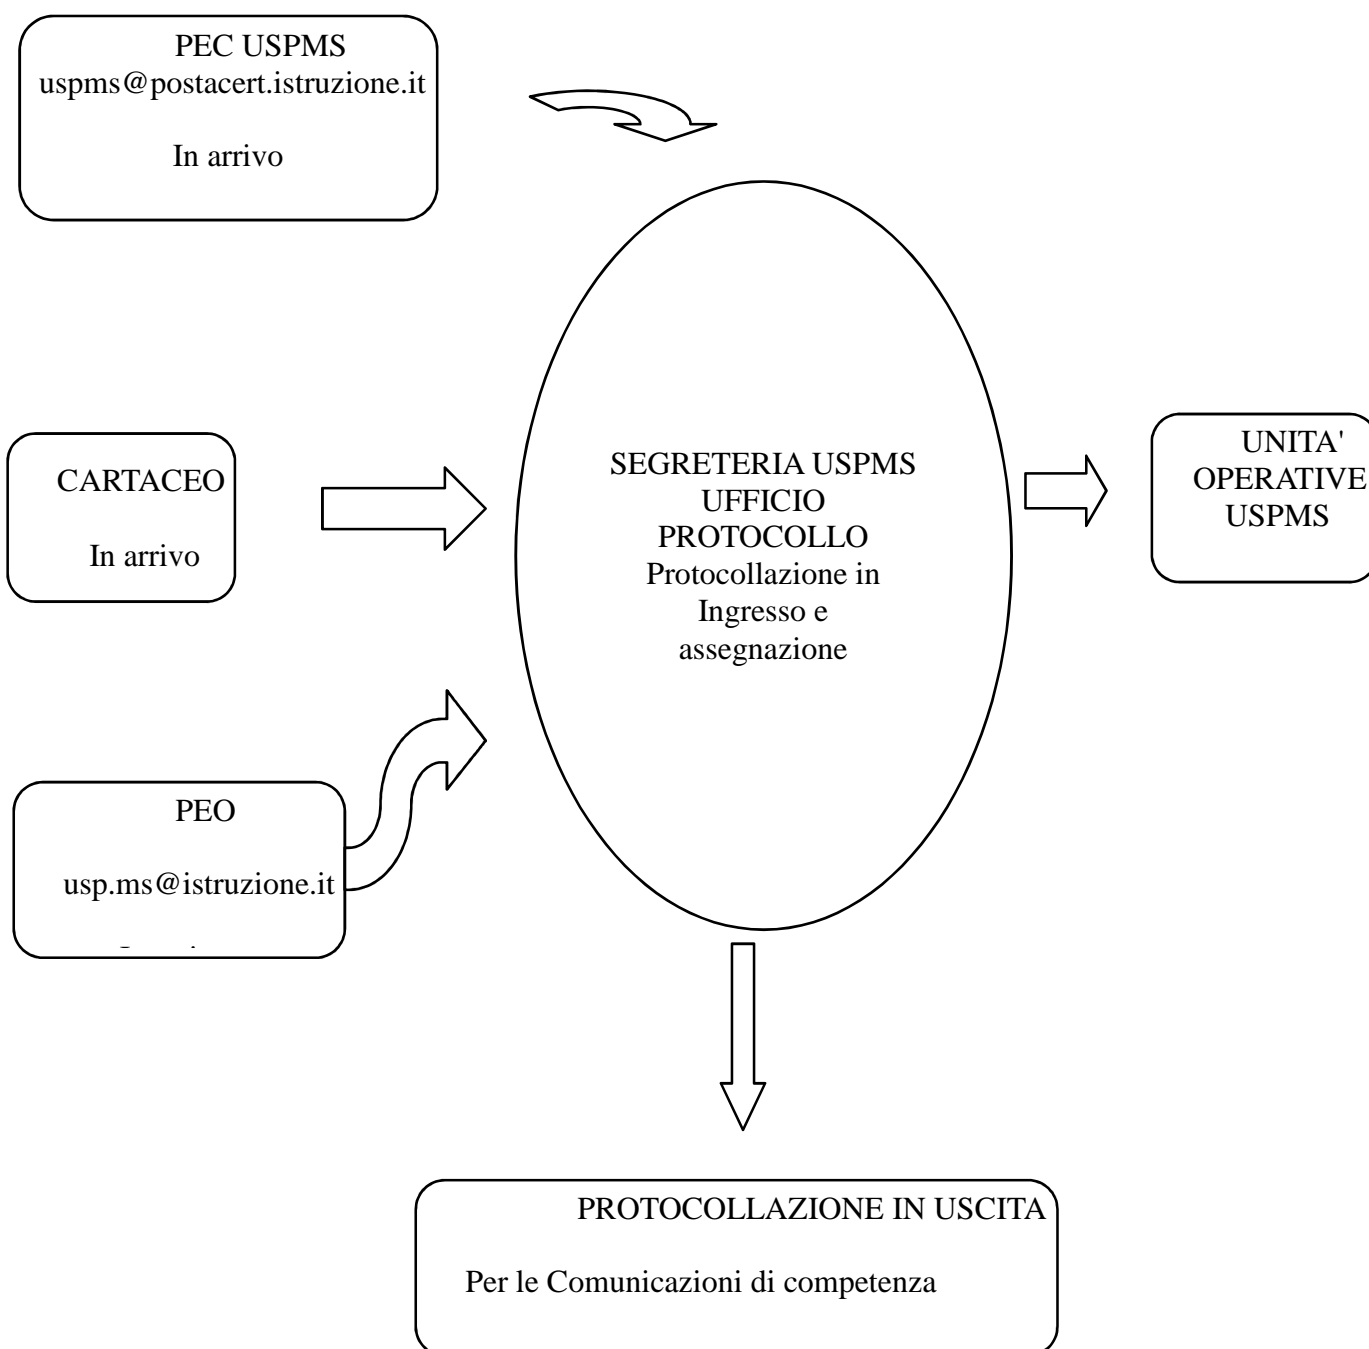 PEC USPMS
uspms@postacert.istruzione.it
In arrivo
CARTACEO
In arrivo
PEO
usp.ms@istruzione.it
SEGRETERIA USPMS
UFFICIO
PROTOCOLLO
Protocollazione in
Ingresso e
assegnazione
UNITA'
OPERATIVE
USPMS
PROTOCOLLAZIONE IN USCITA
Per le Comunicazioni di competenza